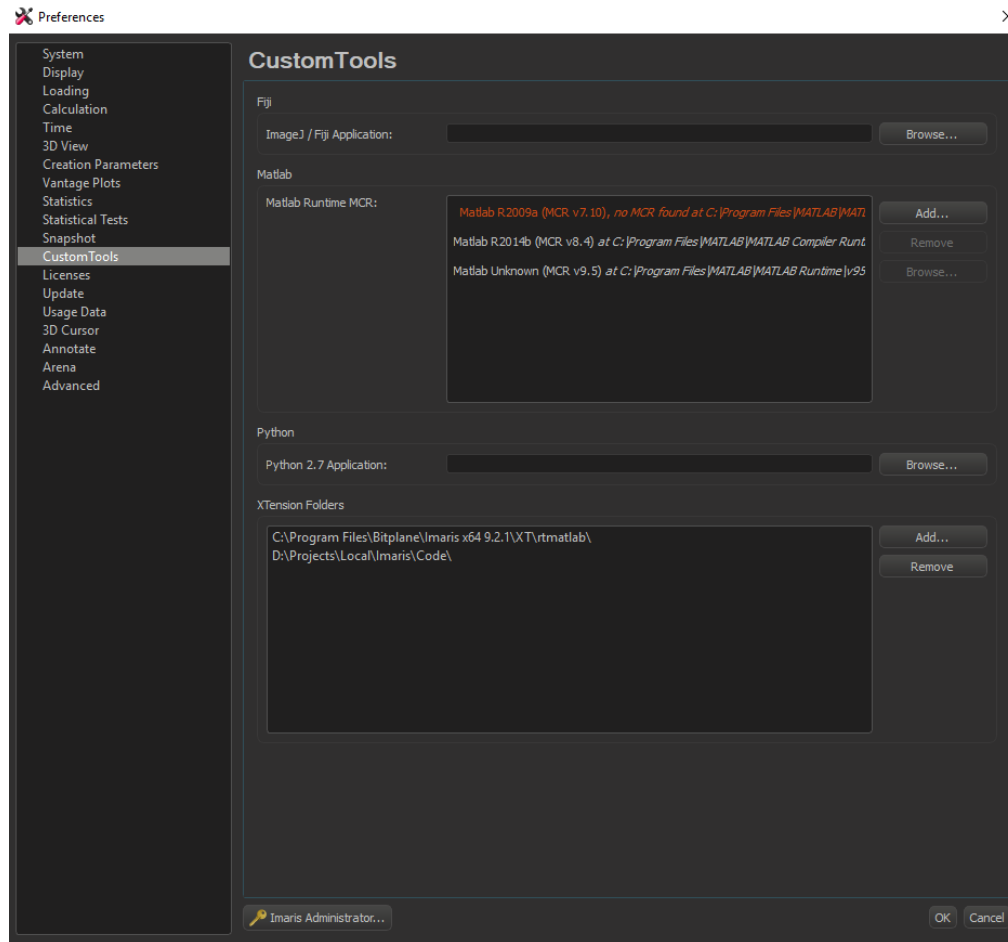 Preferences
System
Display
Loading
Calculation
Time
3D View
Creation Parameters
Vantage Plots
Statistics
Statistical Tests
Snapshot
CustomTools
Licenses
Update
Usage Data
3D Cursor
Annotate
Arena
Advanced
CustomTools
Fiji
ImageJ / Fiji Application:
Browse...
Matlab
Matlab Runtime MCR:
Matlab R2009a (MCR v7.10), no MCR found at C:\Program Files\MATLAB\MATL
Matlab R2014b (MCR v8.4) at C:\Program Files\MATLAB\MATLAB Compiler Runt
Matlab Unknown (MCR v9.5) at C:\Program Files\MATLAB\MATLAB Runtime\v95
Add...
Remove
Browse...
Python
Python 2.7 Application:
Browse...
XTension Folders
C:\Program Files\Bitplane\Imaris x64 9.2.1\XT\rtmatlab\
D:\Projects\Local\Imaris\Code\
Add...
Remove
Imaris Administrator...
OK
Cancel